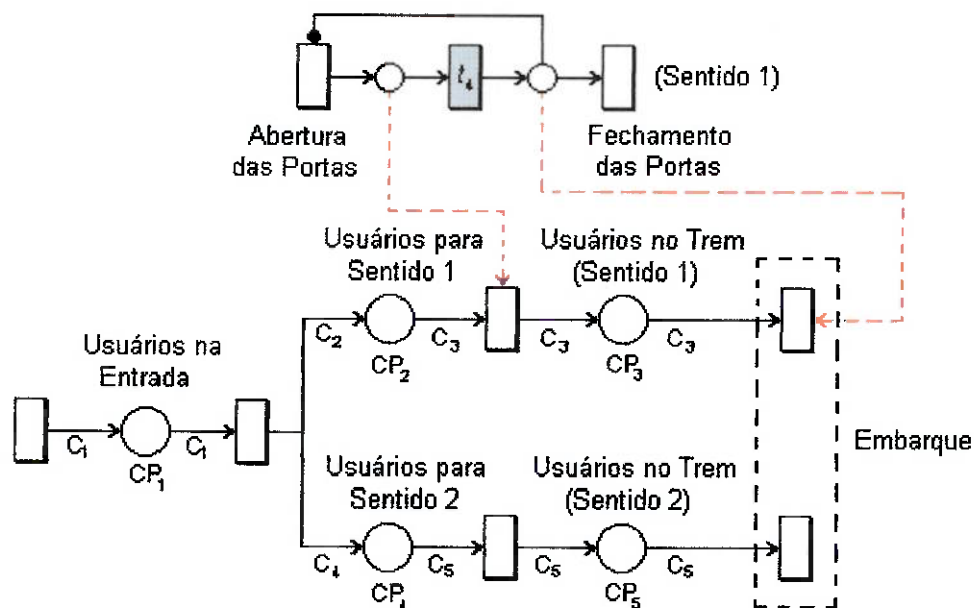 t₄
(Sentido 1)
Abertura
das Portas
Fechamento
das Portas
Usuários para
Sentido 1
Usuários no Trem
(Sentido 1)
C₂
CP₂
C₃
C₃
CP₃
C₃
Usuários na
Entrada
C₁
CP₁
C₁
Embarque
Usuários para
Sentido 2
Usuários no Trem
(Sentido 2)
C₄
C₅
C₅
CP₅
C₅